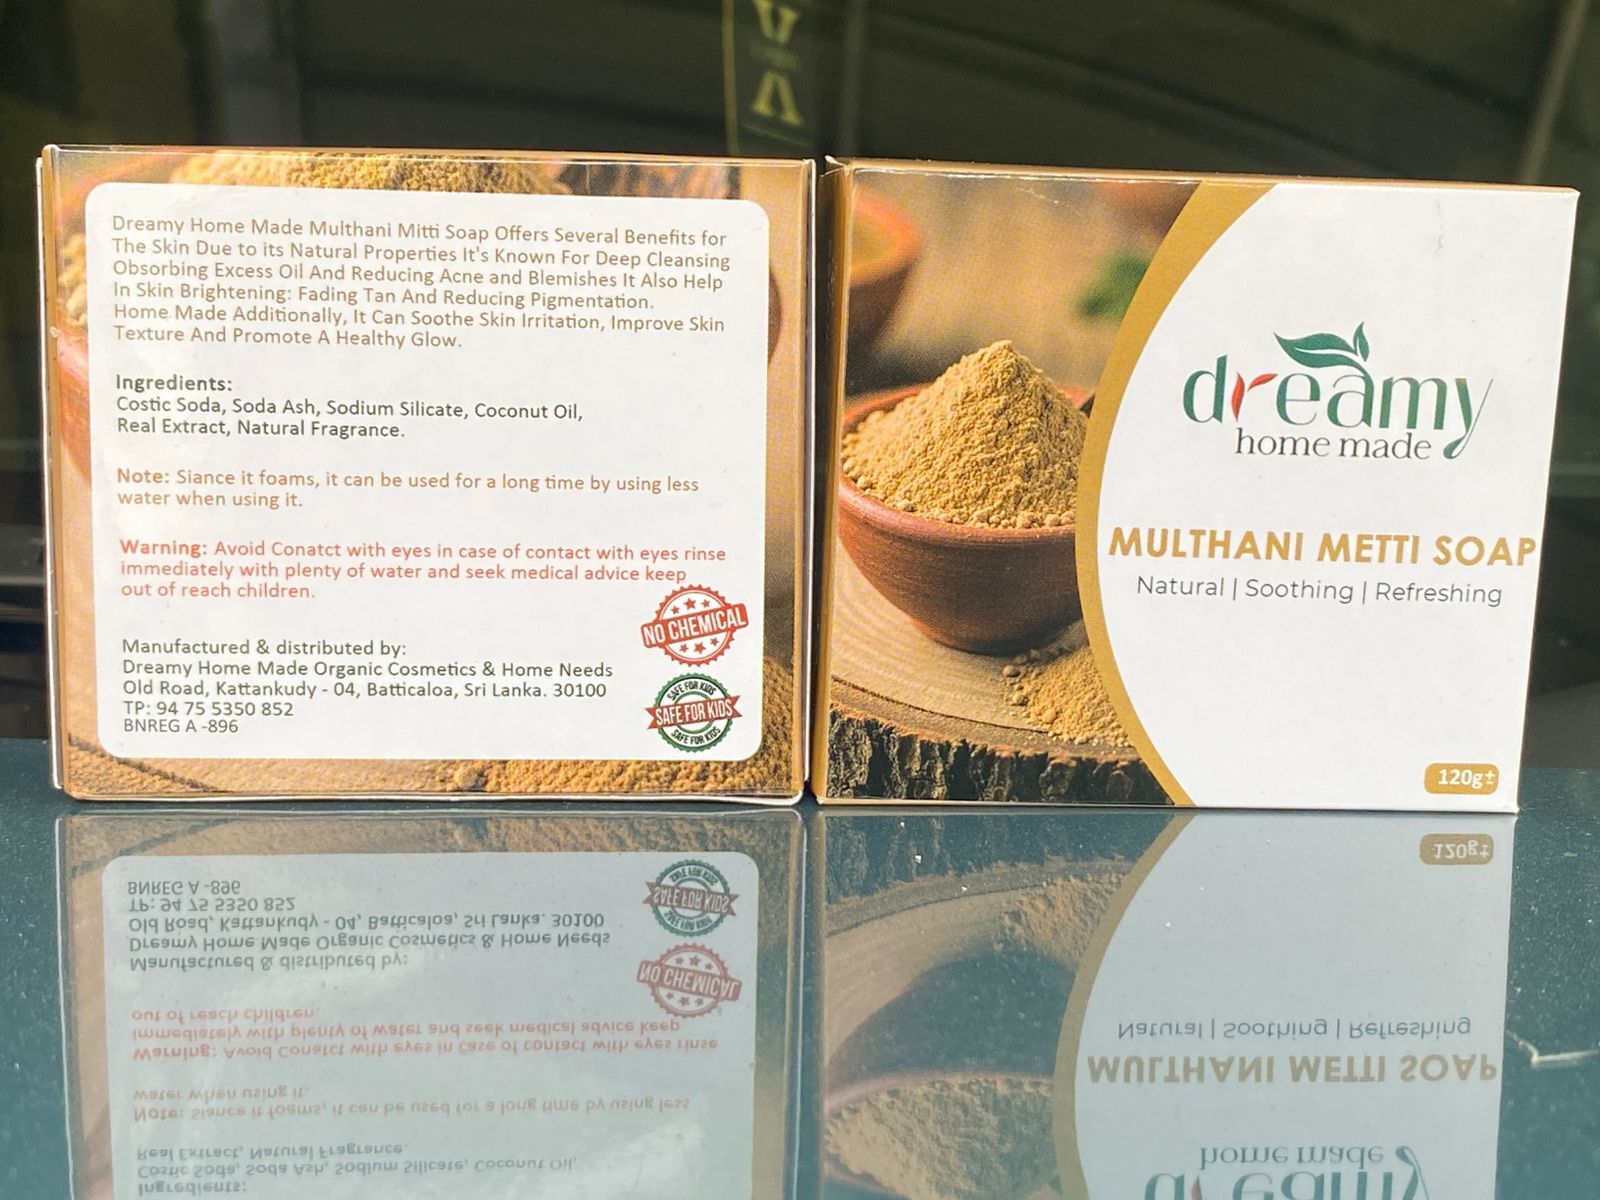 Dreamy Home Made Multhani Mitti Soap Offers Several Benefits for
The Skin Due to its Natural Properties It's Known For Deep Cleansing
Obsorbing Excess Oil And Reducing Acne and Blemishes It Also Help
In Skin Brightening: Fading Tan And Reducing Pigmentation.
Home Made Additionally, It Can Soothe Skin Irritation, Improve Skin
Texture And Promote A Healthy Glow.
Ingredients:
Costic Soda, Soda Ash, Sodium Silicate, Coconut Oil,
Real Extract, Natural Fragrance.
Note: Siance it foams, it can be used for a long time by using less
water when using it.
Warning: Avoid Conatct with eyes in case of contact with eyes rinse
immediately with plenty of water and seek medical advice keep
out of reach children.
NO CHEMICAL
Manufactured & distributed by:
Dreamy Home Made Organic Cosmetics & Home Needs
Old Road, Kattankudy - 04, Batticaloa, Sri Lanka. 30100
TP: 94 75 5350 852
BNREG A -896
SAFE FOR KIDS
SAFE FOR KIDS
SAFE FOR KIDS
dreamy
home made
MULTHANI METTI SOAP
Natural | Soothing | Refreshing
120g±